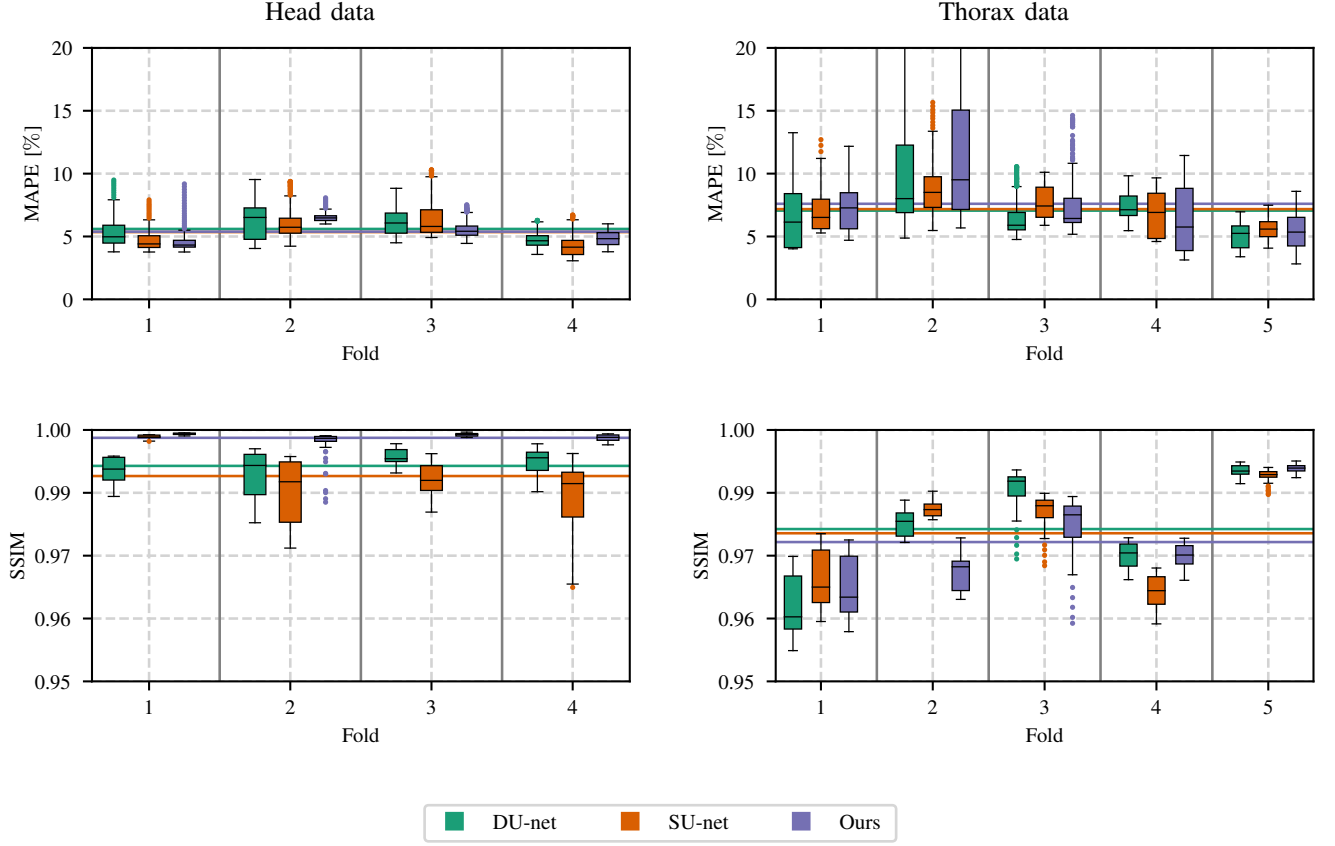 Head data
Thorax data
20
15
10
5
0
MAPE [%]
1 2 3 4
Fold
20
15
10
5
0
MAPE [%]
1 2 3 4 5
Fold
1.00
0.99
0.97
0.96
0.95
SSIM
1 2 3 4
Fold
1.00
0.99
0.97
0.96
0.95
SSIM
1 2 3 4 5
Fold
DU-net SU-net Ours